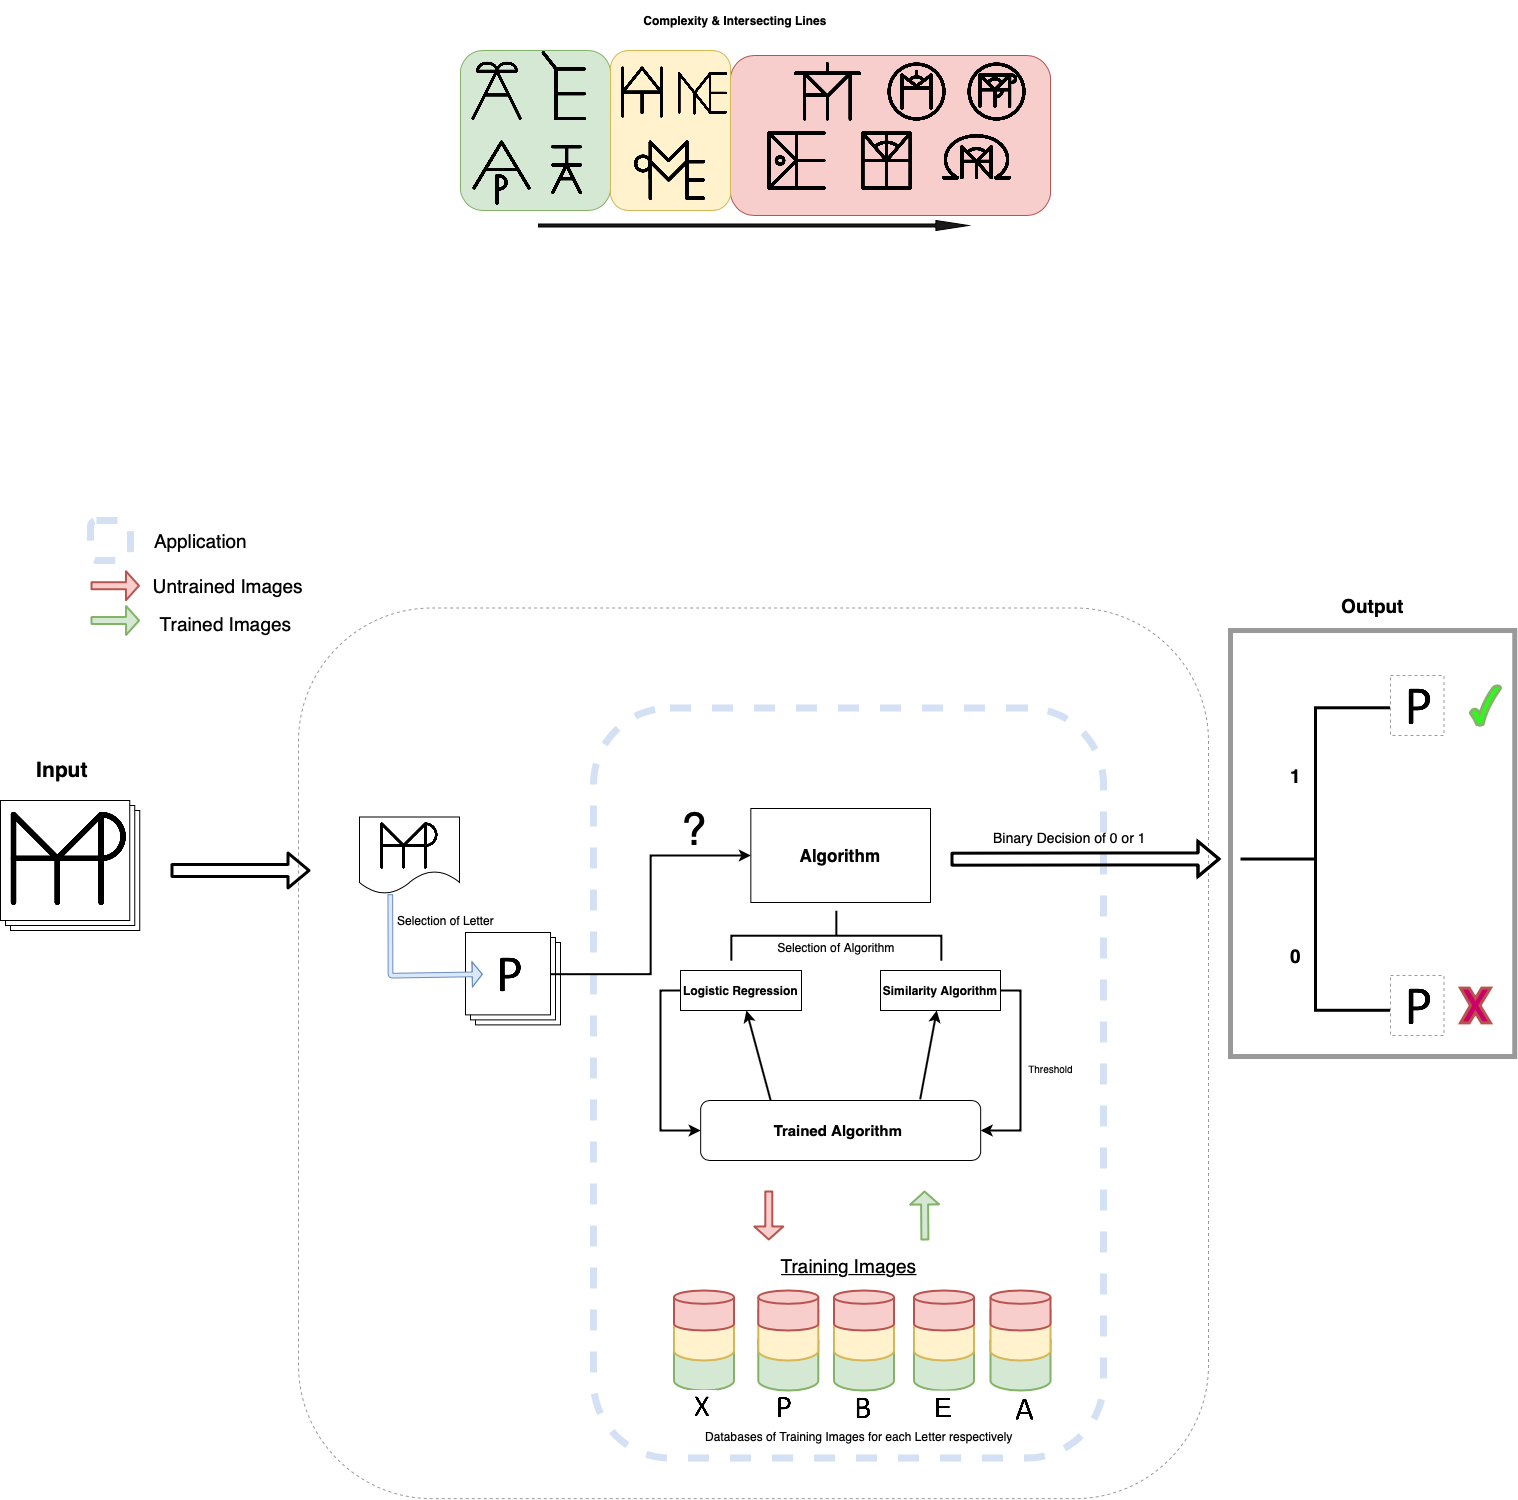 Complexity & Intersecting Lines
Application
Untrained Images
Trained Images
Output
P
1
Input
?
Algorithm
Binary Decision of 0 or 1
Selection of Letter
P
Selection of Algorithm
0
Logistic Regression
Similarity Algorithm
P
X
Threshold
Trained Algorithm
Training Images
X P B E A
Databases of Training Images for each Letter respectively